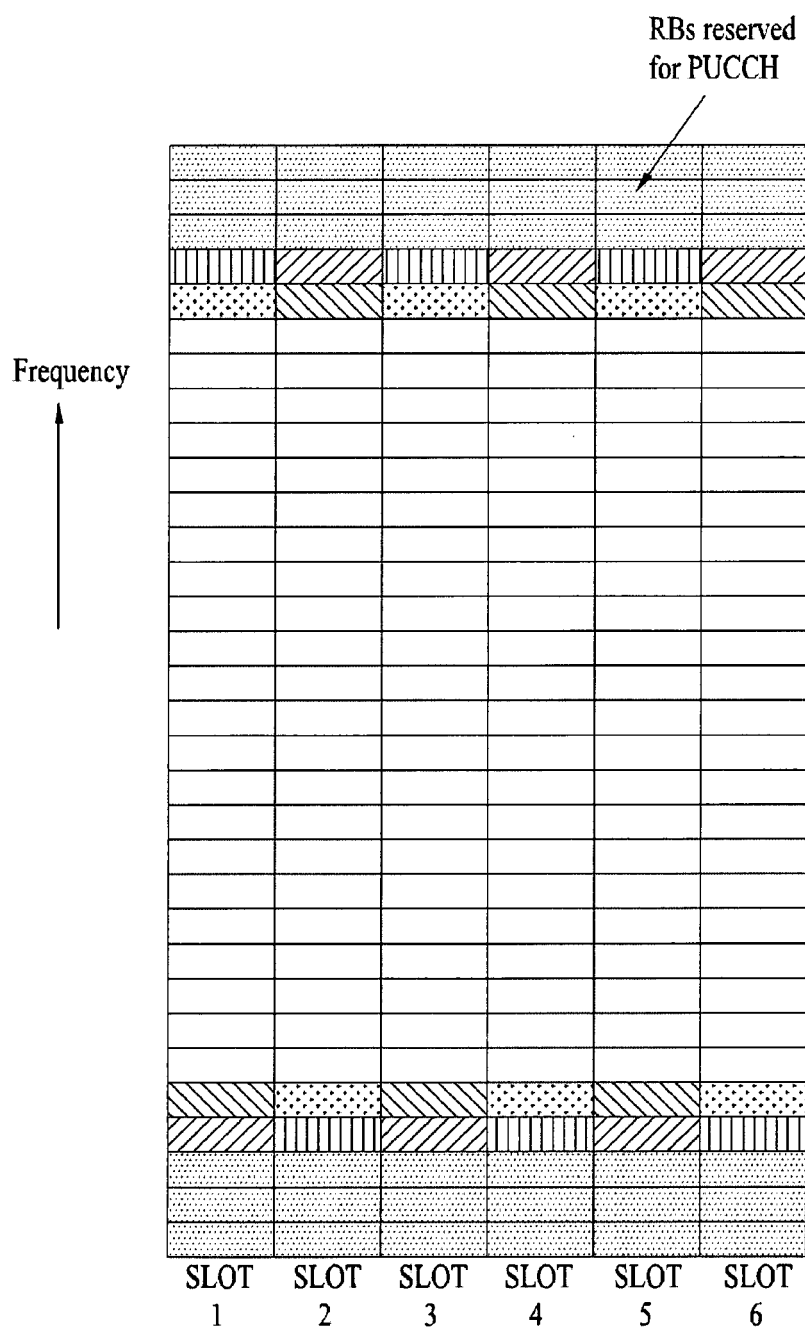 RBs reserved
for PUCCH
Frequency
SLOT SLOT SLOT SLOT SLOT SLOT
1 2 3 4 5 6